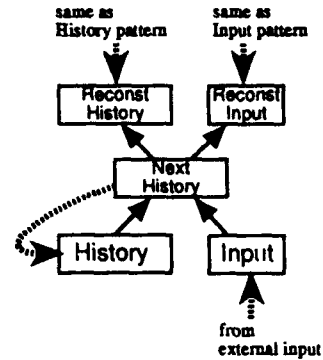 same as
History pattern
same as
Input pattern
Reconst
History
Reconst
Input
Next
History
History
Input
from
external input